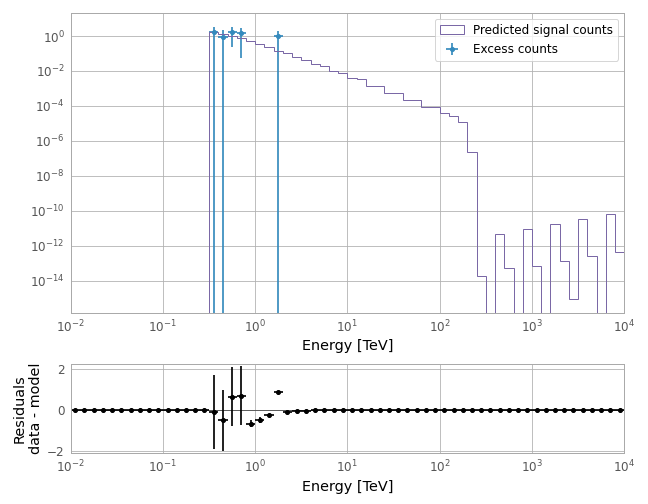 10^0
10^−2
10^−4
10^−6
10^−8
10^−10
10^−12
10^−14
Predicted signal counts
Excess counts
10^−2 10^−1 10^0 10^1 10^2 10^3 10^4
Energy [TeV]
Residuals
data - model
2
0
−2
10^−2 10^−1 10^0 10^1 10^2 10^3 10^4
Energy [TeV]